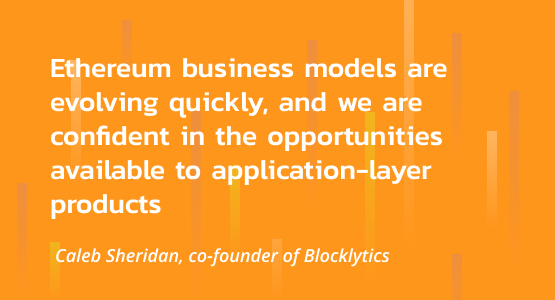 Ethereum business models are
evolving quickly, and we are
confident in the opportunities
available to application-layer
products
Caleb Sheridan, co-founder of Blocklytics